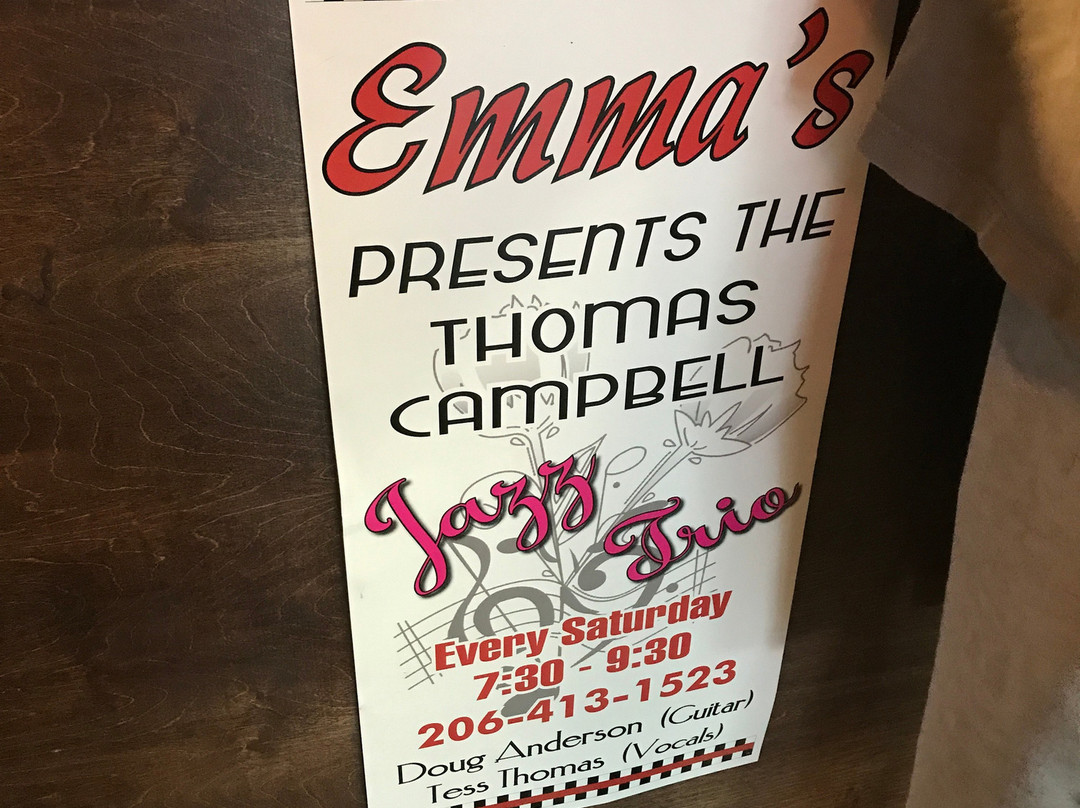 Emma's
PRESENTS THE
THOMAS
CAMPBELL
Jazz Trio
Every Saturday
7:30 - 9:30
206-413-1523
Doug Anderson (Guitar)
Tess Thomas (Vocals)